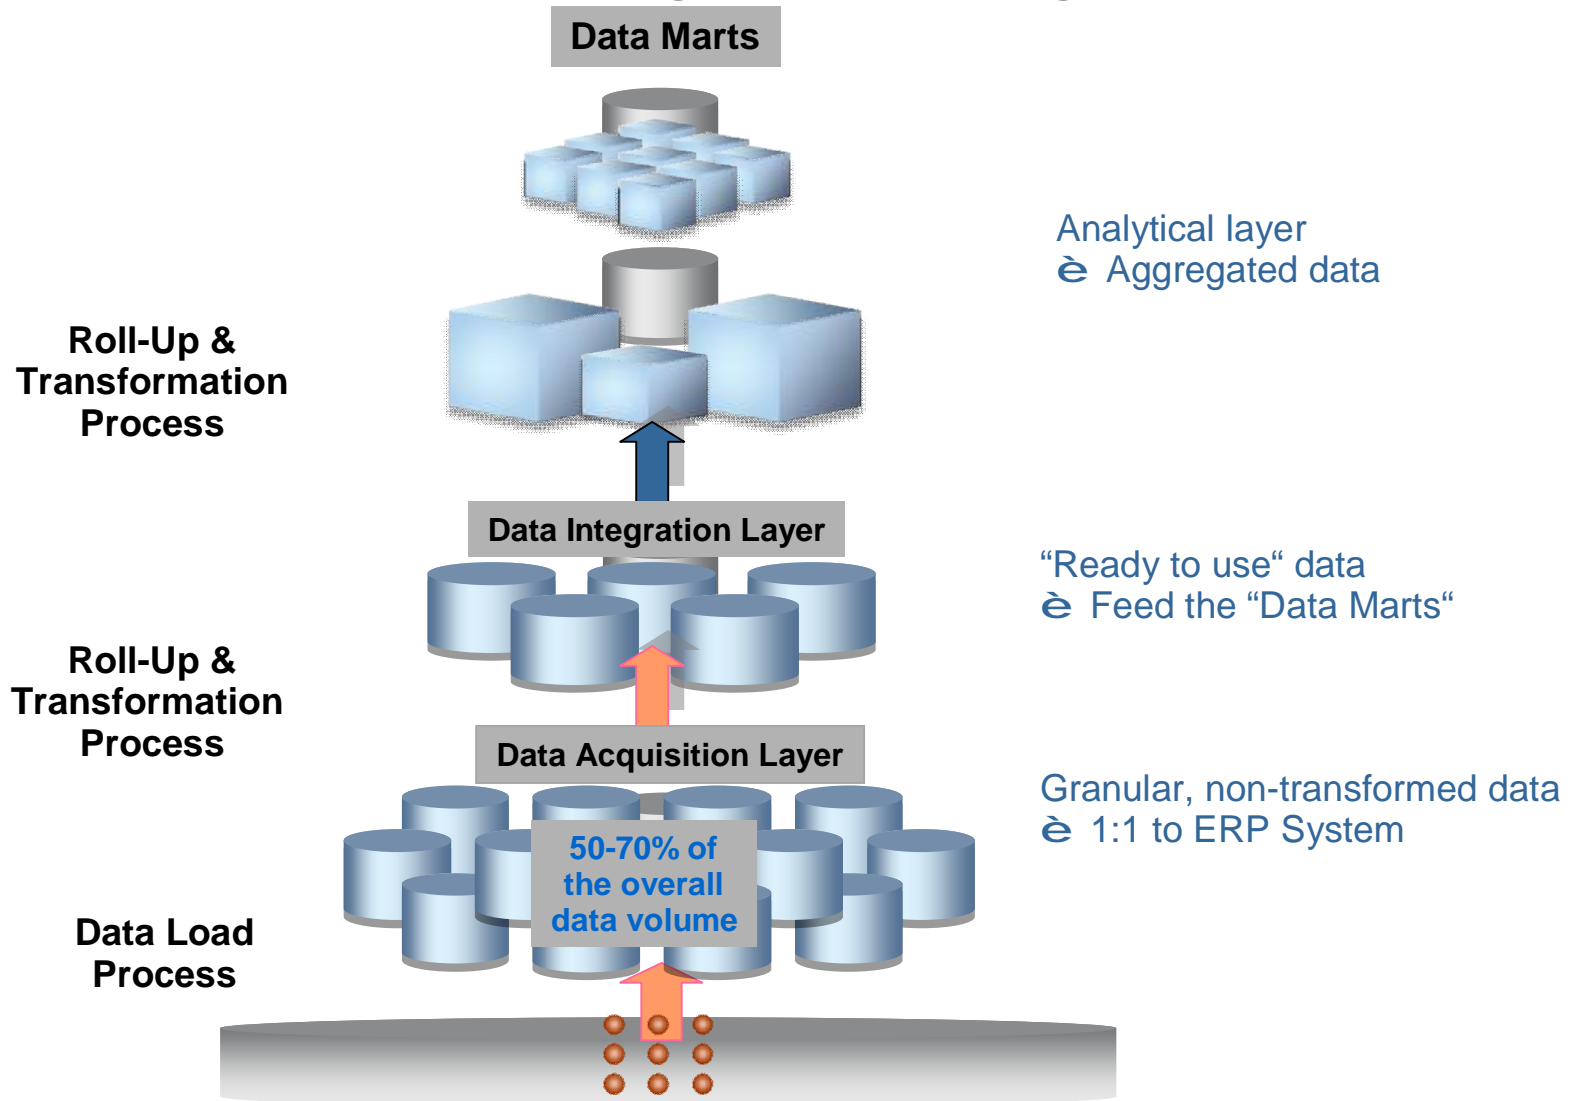 Data Marts
Analytical layer
è Aggregated data
Roll-Up &
Transformation
Process
Data Integration Layer
“Ready to use“ data
è Feed the “Data Marts“
Roll-Up &
Transformation
Process
Data Acquisition Layer
Granular, non-transformed data
è 1:1 to ERP System
50-70% of
the overall
data volume
Data Load
Process